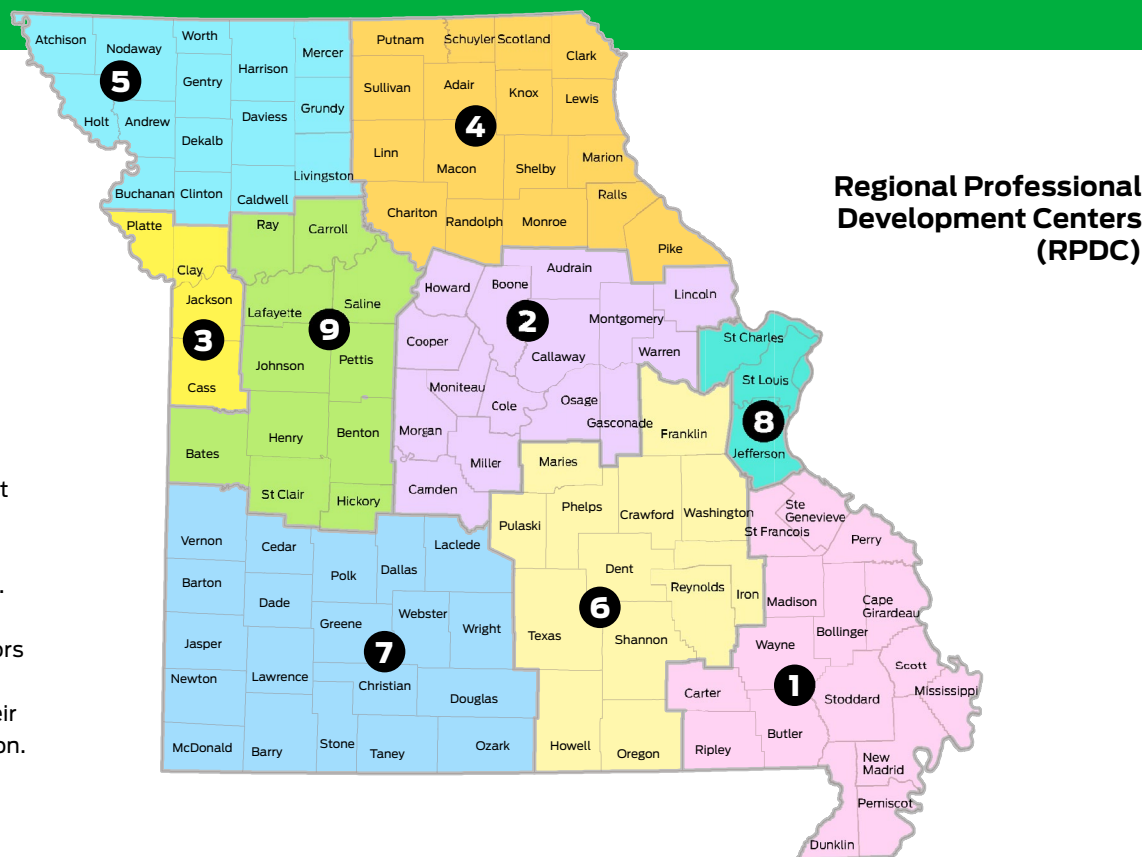 Regional Professional
Development Centers
(RPDC)
Atchison
Nodaway
Worth
Mercer
Harrison
Gentry
5
Grundy
Holt
Andrew
Daviess
Dekalb
Livingston
Buchanan
Clinton
Caldwell
Putnam
Schuyler
Scotland
Clark
Sullivan
Adair
Knox
Lewis
4
Linn
Macon
Shelby
Marion
Ralls
Chariton
Randolph
Monroe
Pike
Platte
Clay
Jackson
3
Cass
Ray
Carroll
Lafayette
Saline
9
Johnson
Pettis
Henry
Benton
Bates
St Clair
Hickory
Audrain
Howard
Boone
Lincoln
2
Montgomery
Cooper
Callaway
Warren
Moniteau
Cole
Osage
Gasconade
Morgan
Miller
Camden
St Charles
St Louis
8
Jefferson
Franklin
Maries
Phelps
Crawford
Washington
Pulaski
Dent
Reynolds
Iron
6
Texas
Shannon
Howell
Oregon
Vernon
Cedar
Laclede
Polk
Dallas
Barton
Dade
Greene
Webster
Wright
Jasper
7
Newton
Lawrence
Christian
Douglas
McDonald
Barry
Stone
Taney
Ozark
Ste
Genevieve
St Francois
Perry
Madison
Cape
Girardeau
Bollinger
Wayne
Scott
1
Mississippi
Carter
Stoddard
Ripley
Butler
New
Madrid
Pemiscot
Dunklin
t
.
ors
eir
on.